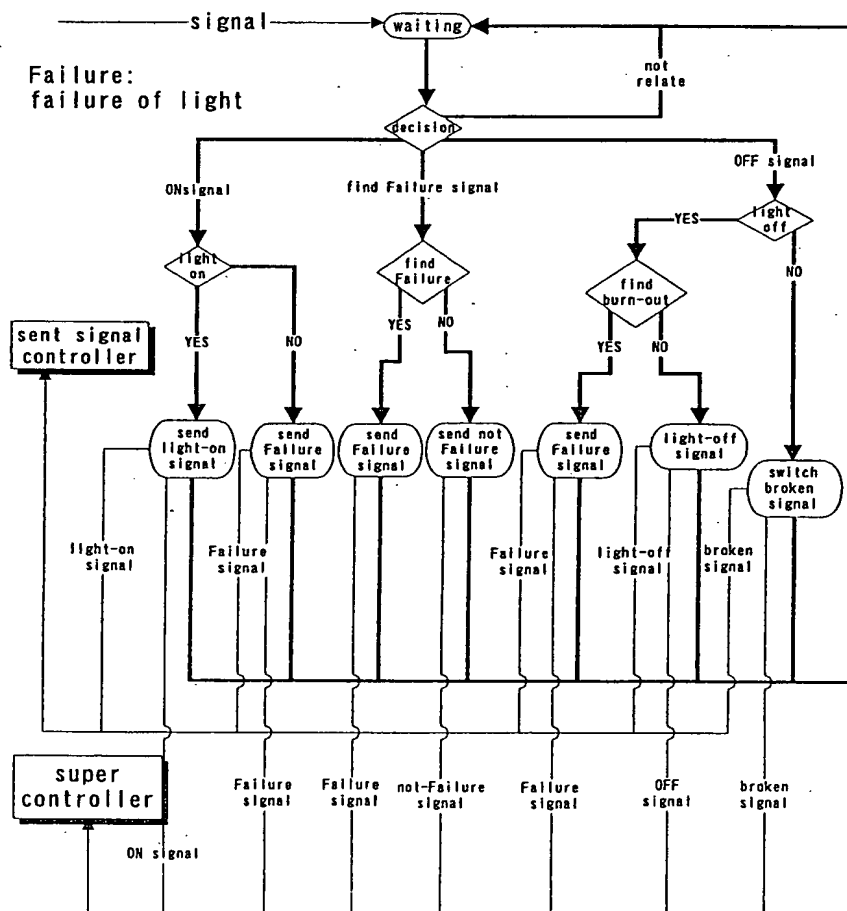 signal
waiting
Failure:
failure of light
not
relate
decision
ONsignal
find Failure signal
OFF signal
light
off
YES
NO
light
on
find
Failure
find
burn-out
YES
NO
YES
NO
YES
NO
sent signal
controller
send
light-on
signal
send
Failure
signal
send
Failure
signal
send not
Failure
signal
send
Failure
signal
light-off
signal
switch
broken
signal
light-on
signal
Failure
signal
Failure
signal
light-off
signal
broken
signal
super
controller
Failure
signal
Failure
signal
not-Failure
signal
Failure
signal
OFF
signal
broken
signal
ON signal